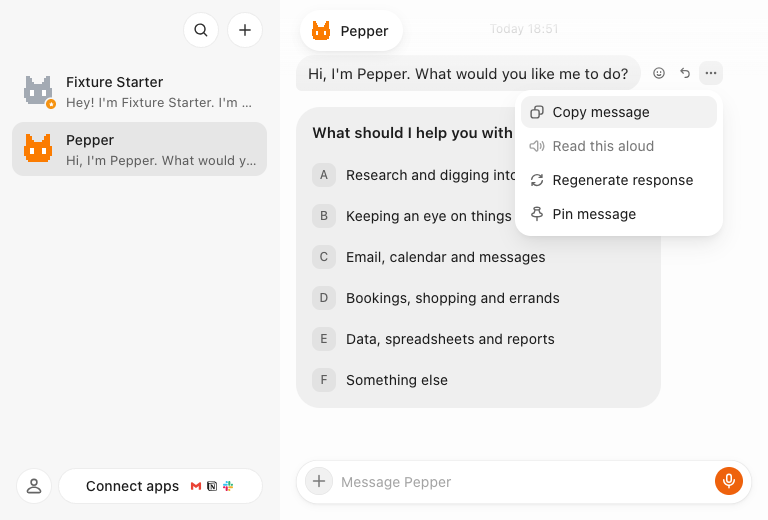 Fixture Starter
Hey! I'm Fixture Starter. I'm ...
Pepper
Hi, I'm Pepper. What would y...
Connect apps
Pepper
Today 18:51
Hi, I'm Pepper. What would you like me to do?
Copy message
Read this aloud
Regenerate response
Pin message
What should I help you with
A Research and digging into
B Keeping an eye on things
C Email, calendar and messages
D Bookings, shopping and errands
E Data, spreadsheets and reports
F Something else
Message Pepper